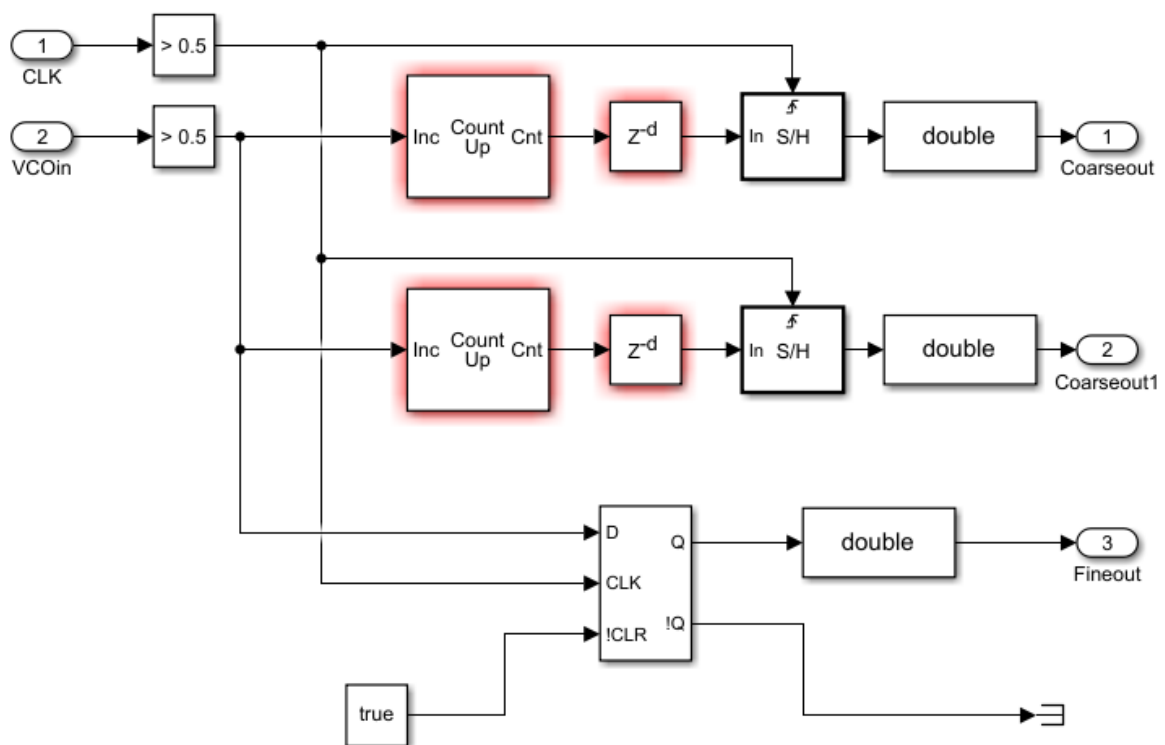 1
CLK
> 0.5
2
VCOin
> 0.5
Inc
Count
Up
Cnt
Z-d
In
S/H
double
1
Coarseout
Inc
Count
Up
Cnt
Z-d
In
S/H
double
2
Coarseout1
D
CLK
!CLR
Q
!Q
double
3
Fineout
true